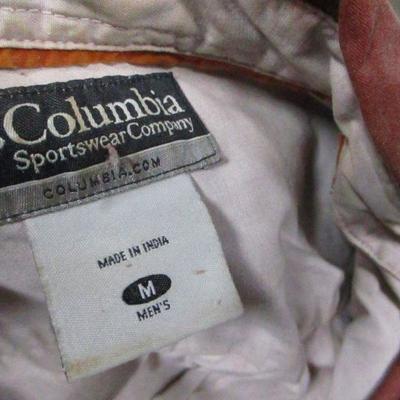 Columbia
Sportswear Company
COLUMBIA.COM
MADE IN INDIA
M
MEN'S